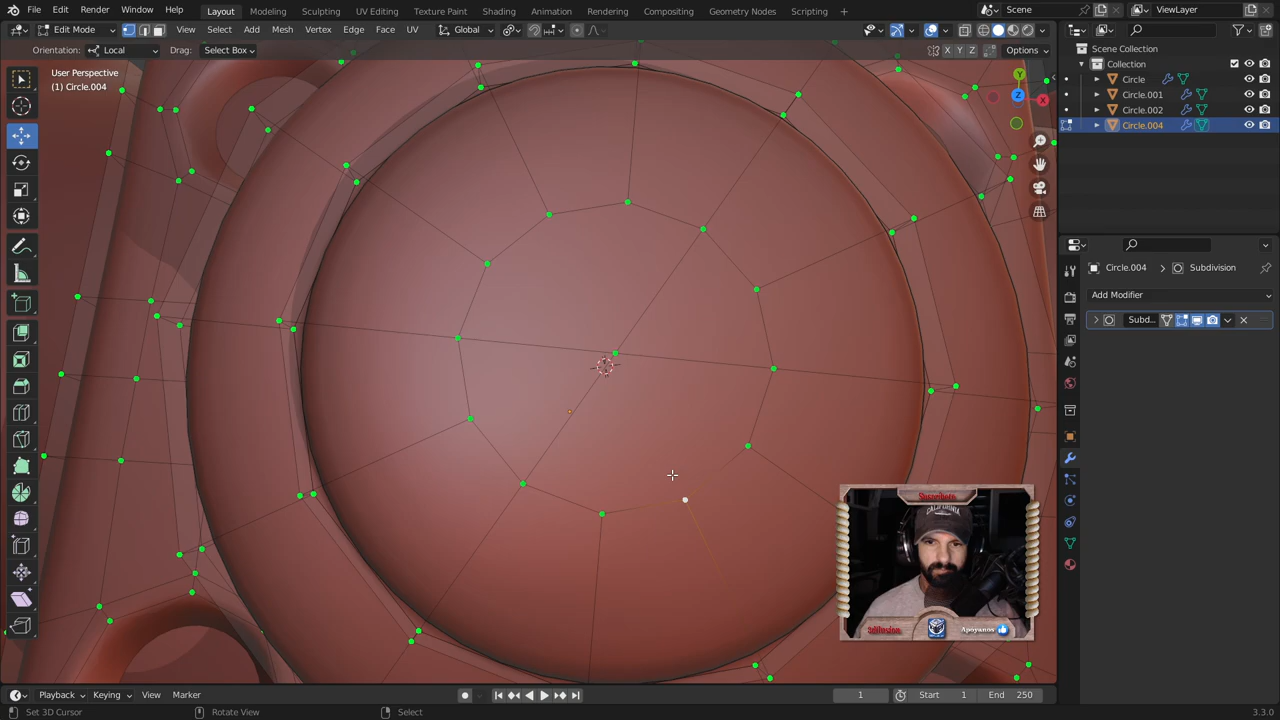 File Edit Render Window Help Layout Modeling Sculpting UV Editing Texture Paint Shading Animation Rendering Compositing Geometry Nodes Scripting Scene ViewLayer
Edit Mode View Select Add Mesh Vertex Edge Face UV Global
Orientation: Local Drag: Select Box X Y Z Options
Scene Collection
Collection
Circle
Circle.001
Circle.002
Circle.004
User Perspective
(1) Circle.004
Y
Z
X
Circle.004 Subdivision
Add Modifier
Subd...
CALIFORNIA
Apoyanos
Playback Keying View Marker 1 Start 1 End 250
Set 3D Cursor Rotate View Select 3.3.0